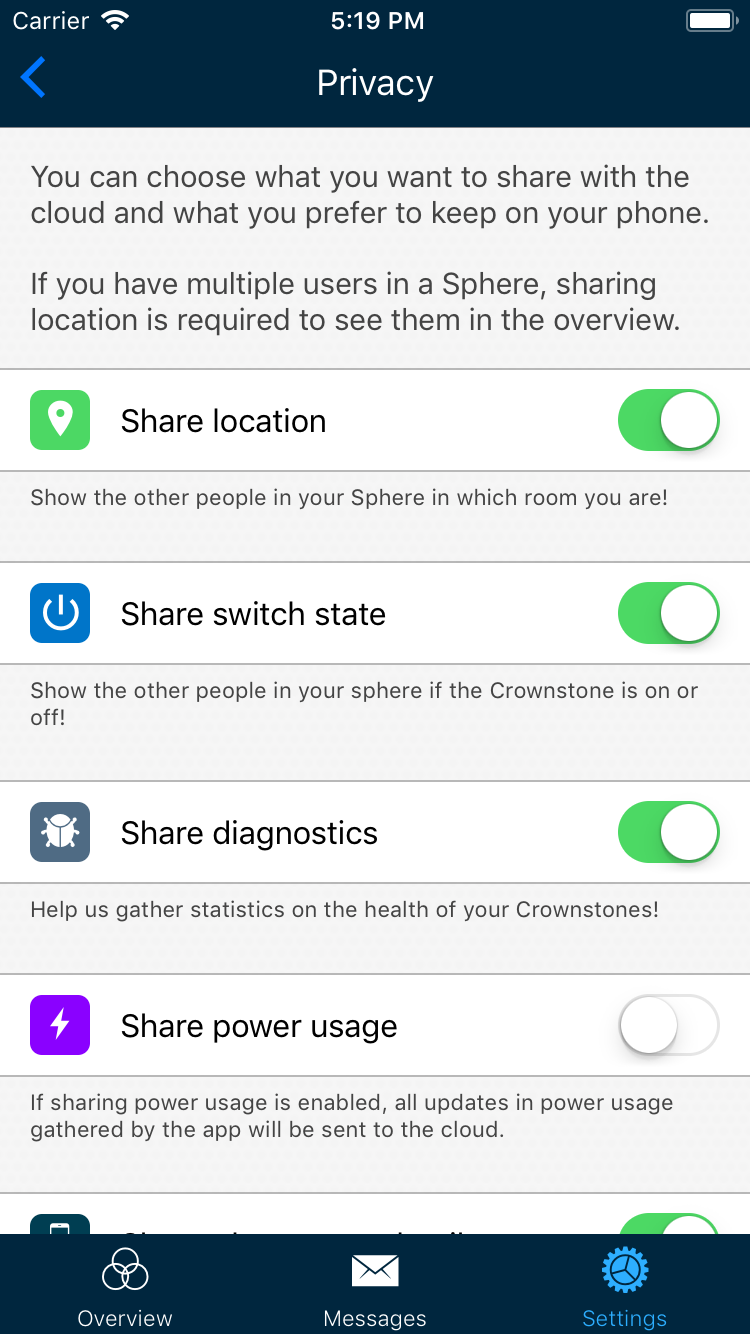 Carrier 5:19 PM
Privacy
You can choose what you want to share with the
cloud and what you prefer to keep on your phone.
If you have multiple users in a Sphere, sharing
location is required to see them in the overview.
Share location
Show the other people in your Sphere in which room you are!
Share switch state
Show the other people in your sphere if the Crownstone is on or
off!
Share diagnostics
Help us gather statistics on the health of your Crownstones!
Share power usage
If sharing power usage is enabled, all updates in power usage
gathered by the app will be sent to the cloud.
Overview Messages Settings